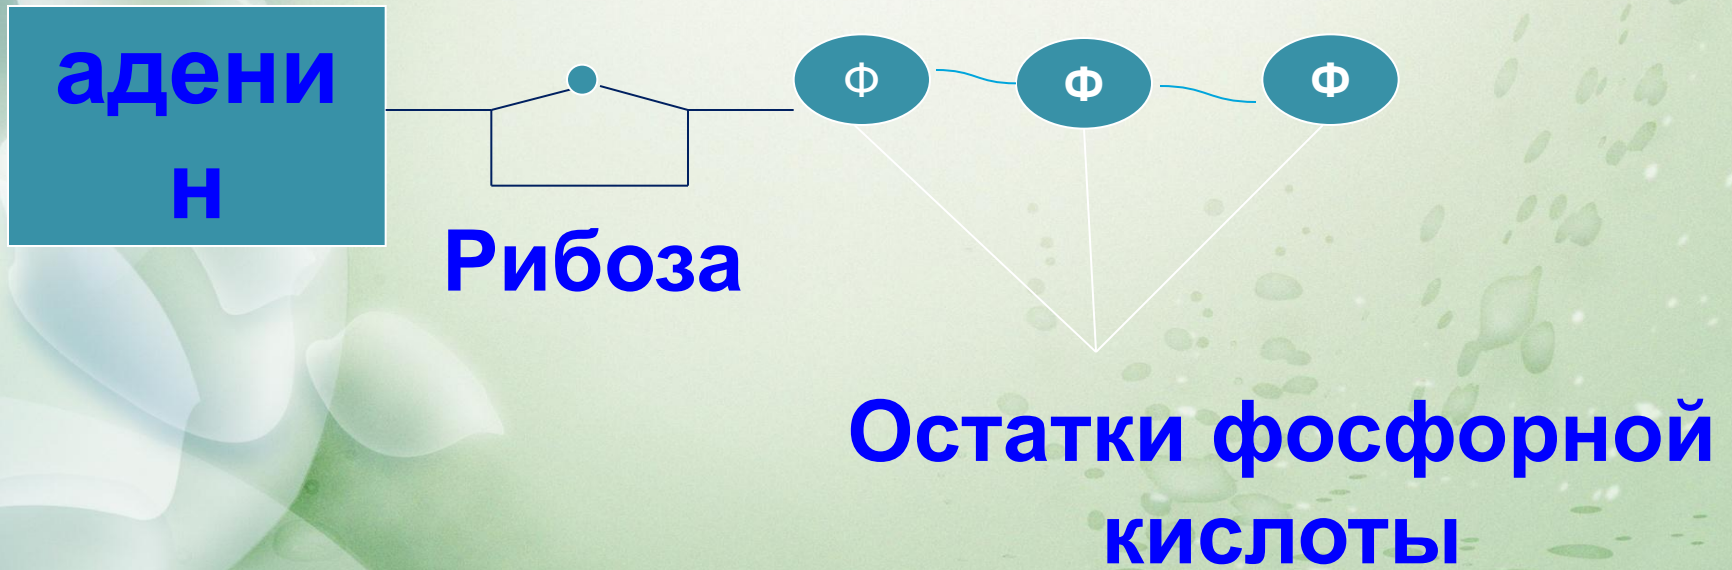 адени
н
Ф
Ф
Ф
Рибоза
Остатки фосфорной
кислоты